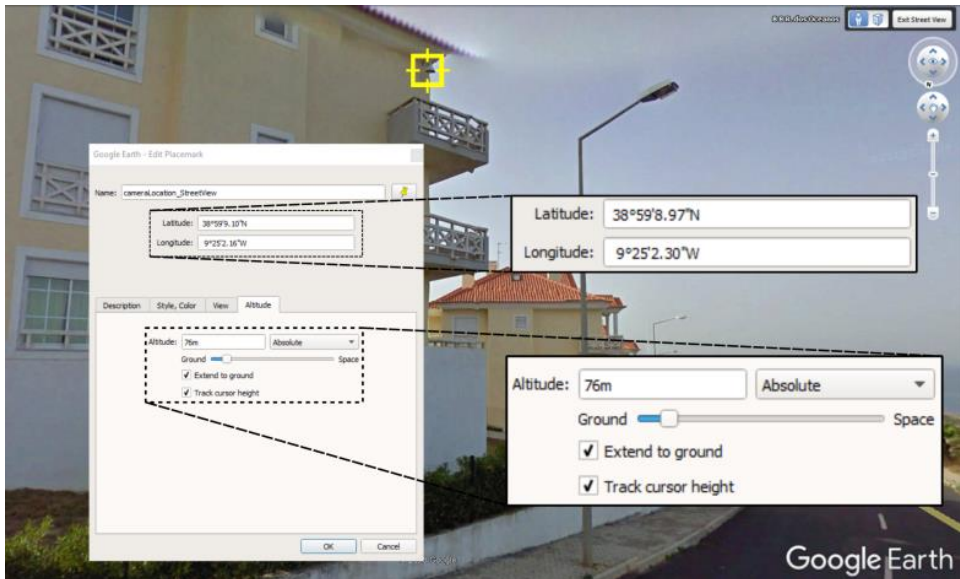 Exit Street View
N
Google Earth - Edit Placemark
Name: cameraLocation_StreetView
Latitude: 38°59'9.10"N
Longitude: 9°25'2.16"W
Description Style, Color View Altitude
Altitude: 76m Absolute
Ground Space
Extend to ground
Track cursor height
OK Cancel
Latitude: 38°59'8.97"N
Longitude: 9°25'2.30"W
Altitude: 76m Absolute
Ground Space
Extend to ground
Track cursor height
Google Earth